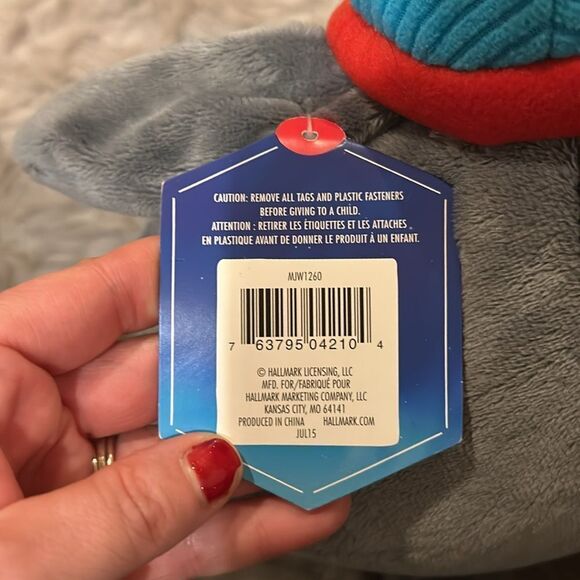 CAUTION: REMOVE ALL TAGS AND PLASTIC FASTENERS
BEFORE GIVING TO A CHILD.
ATTENTION : RETIRER LES ÉTIQUETTES ET LES ATTACHES
EN PLASTIQUE AVANT DE DONNER LE PRODUIT À UN ENFANT.
MJW1260
7 63795 04210 4
© HALLMARK LICENSING, LLC
MFD. FOR/FABRIQUÉ POUR
HALLMARK MARKETING COMPANY, LLC
KANSAS CITY, MO 64141
PRODUCED IN CHINA HALLMARK.COM
JUL15